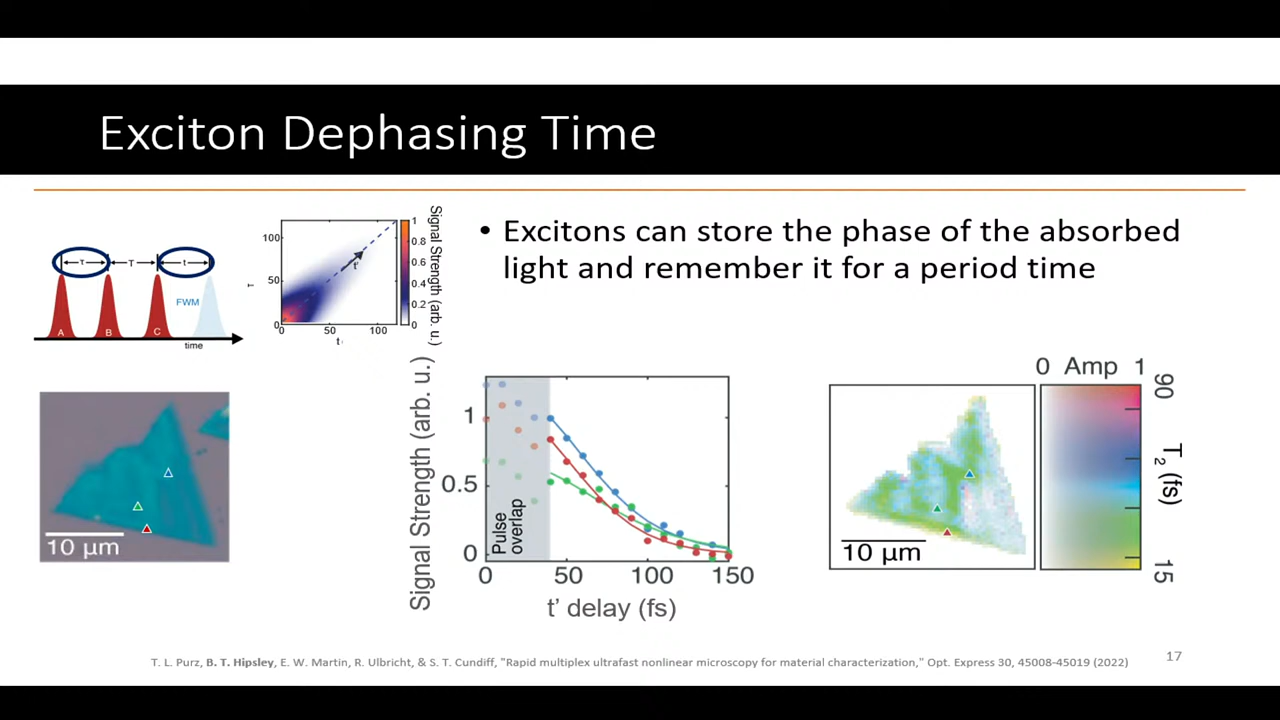 Exciton Dephasing Time
τ T t
FWM
A B C
time
Signal Strength (arb. u.)
100
50
0
τ
t'
0 50 100
t
1
0.8
0.6
0.4
0.2
0
• Excitons can store the phase of the absorbed
light and remember it for a period time
10 µm
Signal Strength (arb. u.)
1
0.5
0
Pulse
overlap
0 50 100 150
t' delay (fs)
10 µm
0 Amp 1
90
T2 (fs)
15
T. L. Purz, B. T. Hipsley, E. W. Martin, R. Ulbricht, & S. T. Cundiff, "Rapid multiplex ultrafast nonlinear microscopy for material characterization," Opt. Express 30, 45008-45019 (2022)
17